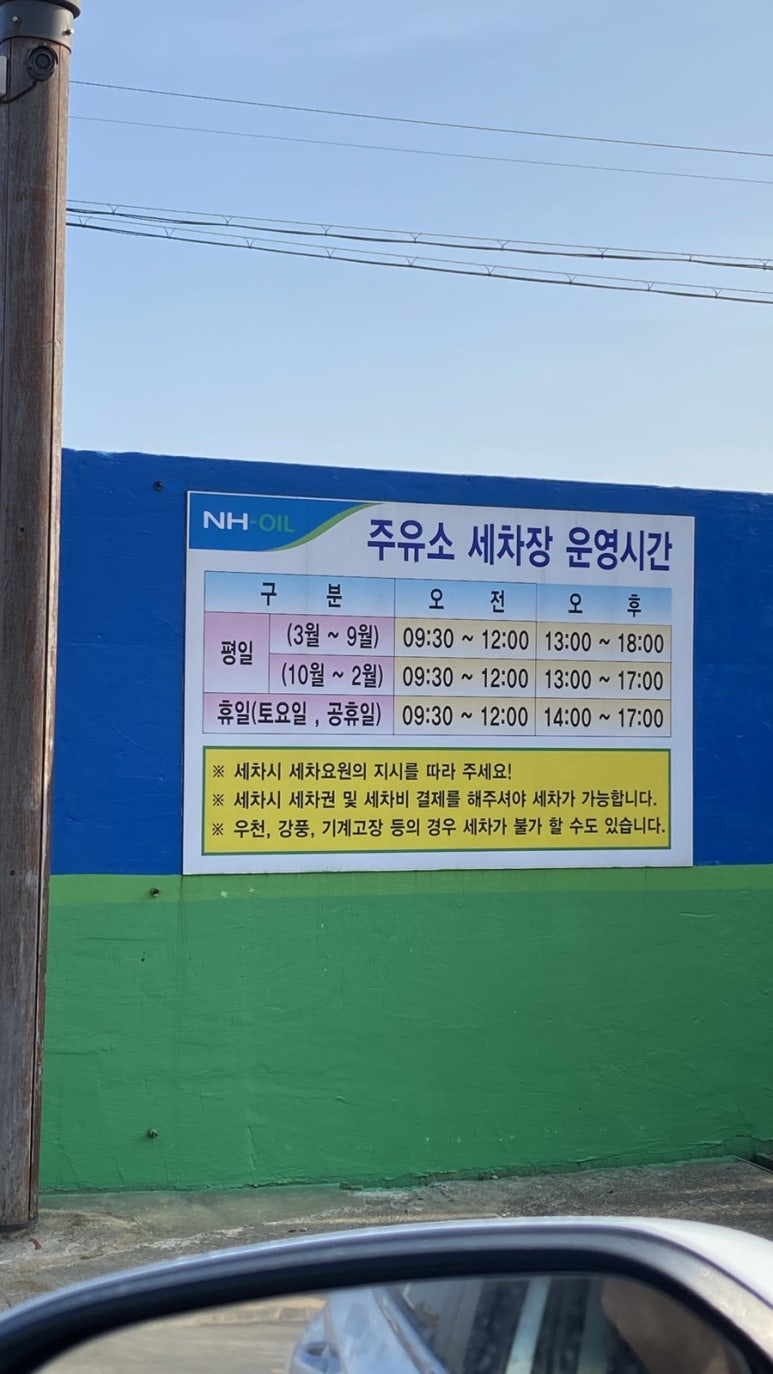 NH-OIL
주유소 세차장 운영시간
구 분 오 전 오 후
평일 (3월 ~ 9월) 09:30 ~ 12:00 13:00 ~ 18:00
(10월 ~ 2월) 09:30 ~ 12:00 13:00 ~ 17:00
휴일(토요일 , 공휴일) 09:30 ~ 12:00 14:00 ~ 17:00
※ 세차시 세차요원의 지시를 따라 주세요!
※ 세차시 세차권 및 세차비 결제를 해주셔야 세차가 가능합니다.
※ 우천, 강풍, 기계고장 등의 경우 세차가 불가 할 수도 있습니다.